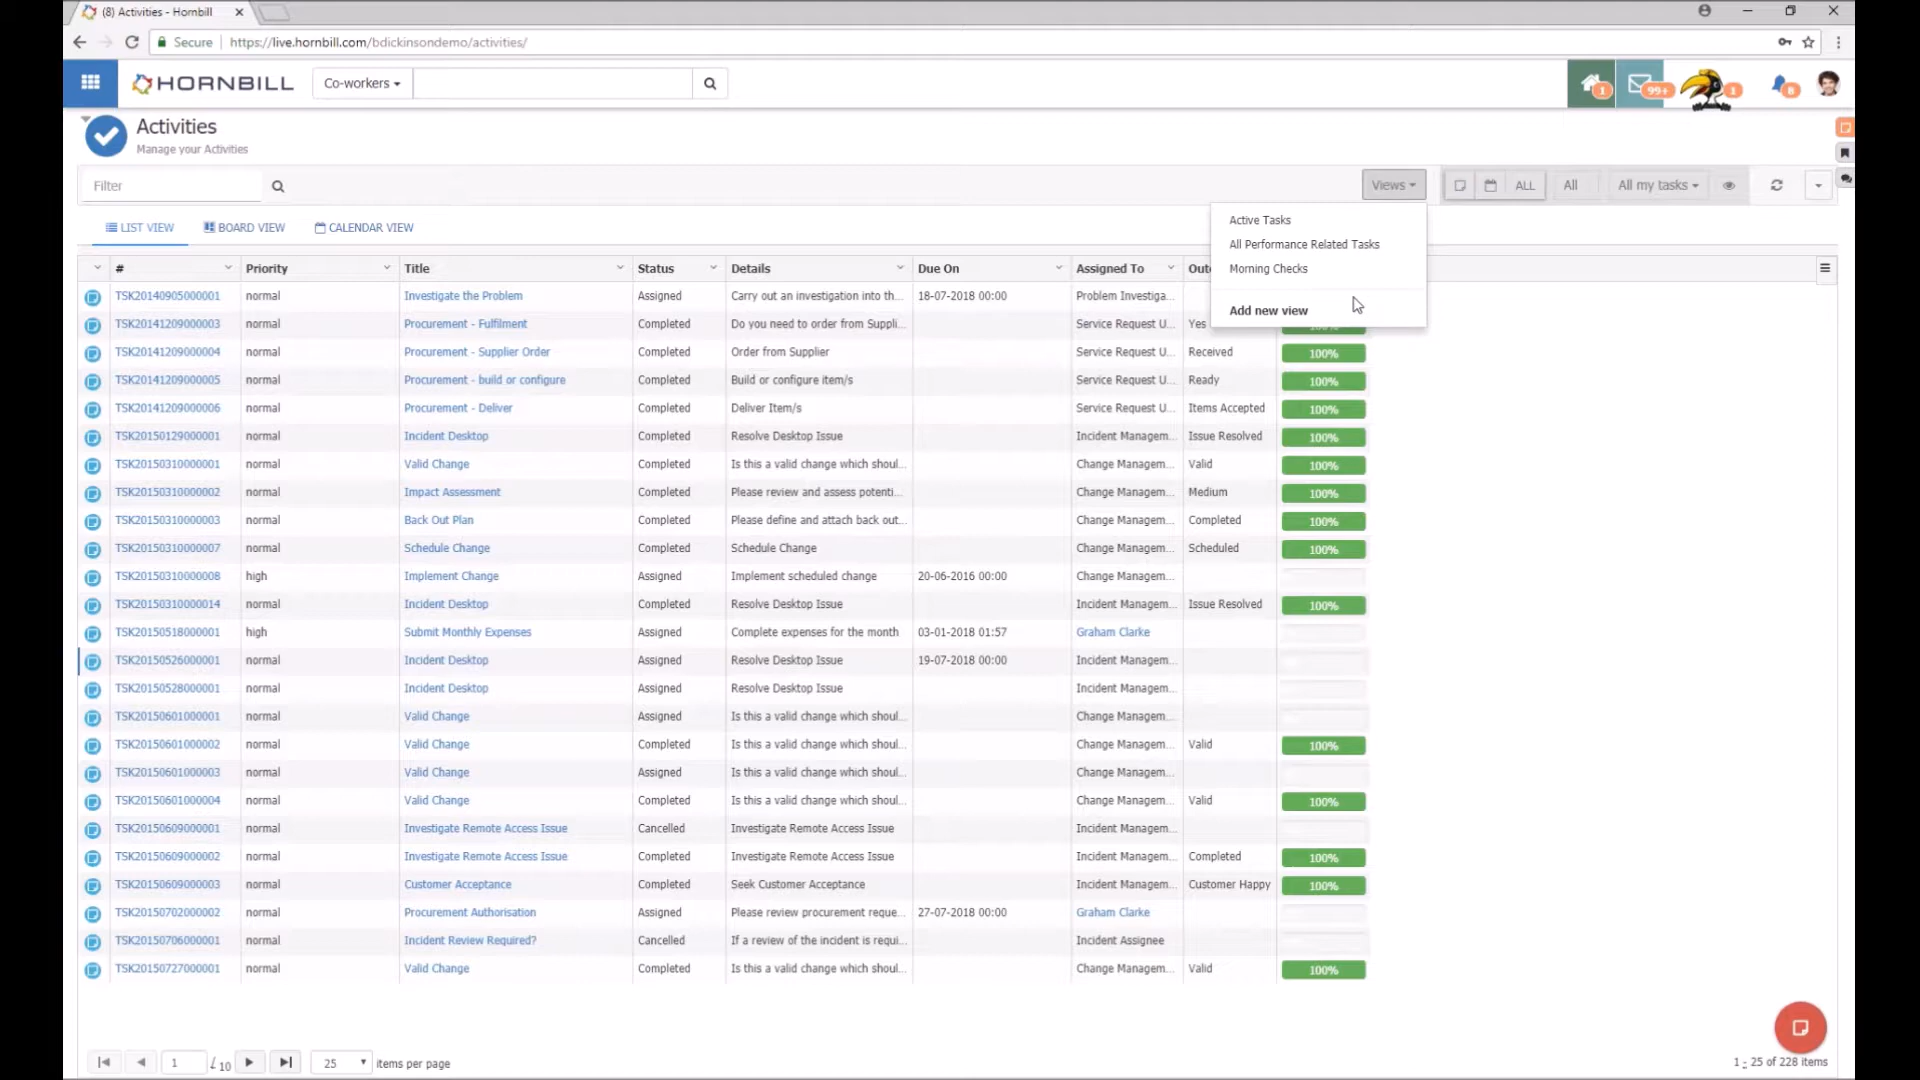 (8) Activities - Hornbill
Secure https://live.hornbill.com/bdickinsondemo/activities/
HORNBILL Co-workers 1 99+ 1 8
Activities
Manage your Activities
Filter Views ALL All All my tasks
LIST VIEW BOARD VIEW CALENDAR VIEW
Active Tasks
All Performance Related Tasks
Morning Checks
Add new view
# Priority Title Status Details Due On Assigned To
TSK20140905000001 normal Investigate the Problem Assigned Carry out an investigation into th... 18-07-2018 00:00 Problem Investiga...
TSK20141209000003 normal Procurement - Fulfilment Completed Do you need to order from Suppli... Service Request U... Yes 100%
TSK20141209000004 normal Procurement - Supplier Order Completed Order from Supplier Service Request U... Received 100%
TSK20141209000005 normal Procurement - build or configure Completed Build or configure item/s Service Request U... Ready 100%
TSK20141209000006 normal Procurement - Deliver Completed Deliver Item/s Service Request U... Items Accepted 100%
TSK20150129000001 normal Incident Desktop Completed Resolve Desktop Issue Incident Managem... Issue Resolved 100%
TSK20150310000001 normal Valid Change Completed Is this a valid change which shoul... Change Managem... Valid 100%
TSK20150310000002 normal Impact Assessment Completed Please review and assess potenti... Change Managem... Medium 100%
TSK20150310000003 normal Back Out Plan Completed Please define and attach back out... Change Managem... Completed 100%
TSK20150310000007 normal Schedule Change Completed Schedule Change Change Managem... Scheduled 100%
TSK20150310000008 high Implement Change Assigned Implement scheduled change 20-06-2016 00:00 Change Managem...
TSK20150310000014 normal Incident Desktop Completed Resolve Desktop Issue Incident Managem... Issue Resolved 100%
TSK20150518000001 high Submit Monthly Expenses Assigned Complete expenses for the month 03-01-2018 01:57 Graham Clarke
TSK20150526000001 normal Incident Desktop Assigned Resolve Desktop Issue 19-07-2018 00:00 Incident Managem...
TSK20150528000001 normal Incident Desktop Assigned Resolve Desktop Issue Incident Managem...
TSK20150601000001 normal Valid Change Assigned Is this a valid change which shoul... Change Managem...
TSK20150601000002 normal Valid Change Completed Is this a valid change which shoul... Change Managem... Valid 100%
TSK20150601000003 normal Valid Change Assigned Is this a valid change which shoul... Change Managem...
TSK20150601000004 normal Valid Change Completed Is this a valid change which shoul... Change Managem... Valid 100%
TSK20150609000001 normal Investigate Remote Access Issue Cancelled Investigate Remote Access Issue Incident Managem...
TSK20150609000002 normal Investigate Remote Access Issue Completed Investigate Remote Access Issue Incident Managem... Completed 100%
TSK20150609000003 normal Customer Acceptance Completed Seek Customer Acceptance Incident Managem... Customer Happy 100%
TSK20150702000002 normal Procurement Authorisation Assigned Please review procurement reque... 27-07-2018 00:00 Graham Clarke
TSK20150706000001 normal Incident Review Required? Cancelled If a review of the incident is requi... Incident Assignee
TSK20150727000001 normal Valid Change Completed Is this a valid change which shoul... Change Managem... Valid 100%
1 / 10 25 items per page 1 - 25 of 228 items